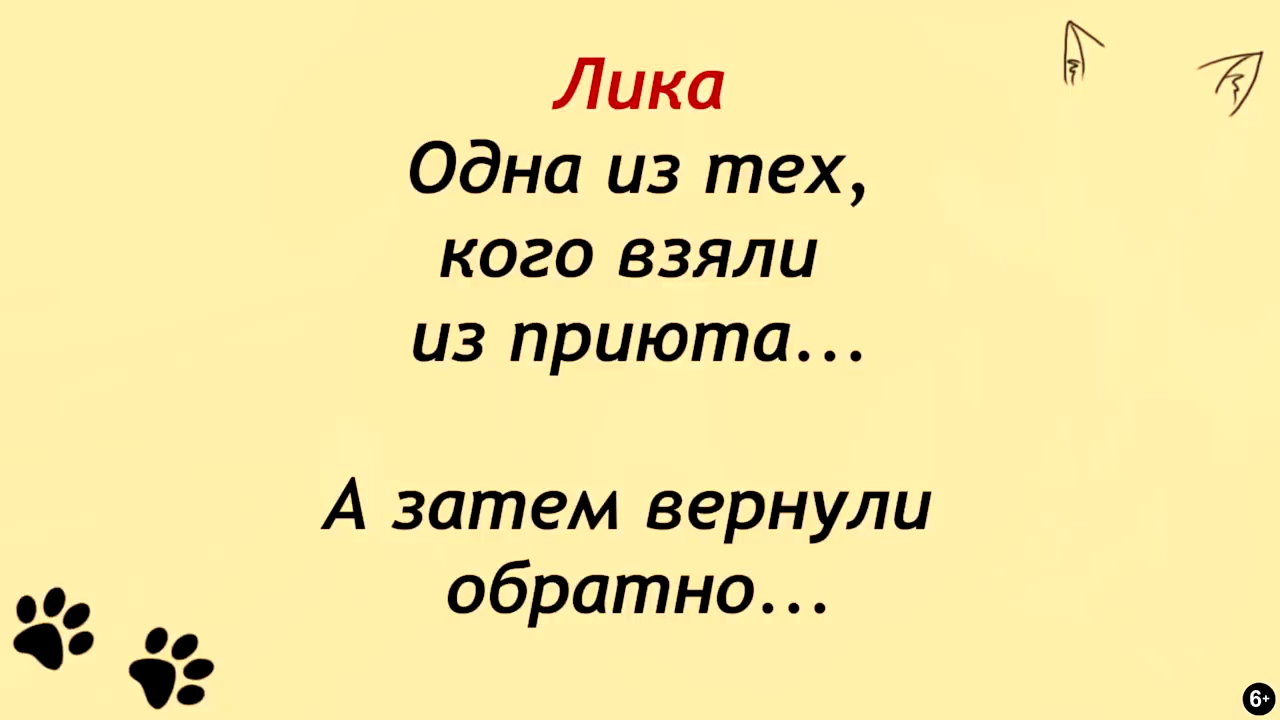 Лика
Одна из тех,
кого взяли
из приюта...
А затем вернули
обратно...
6+